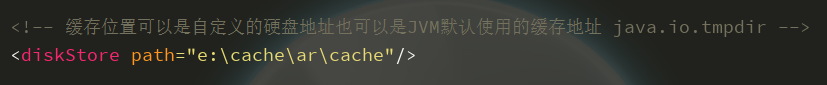 <!-- 缓存位置可以是自定义的硬盘地址也可以是JVM默认使用的缓存地址 java.io.tmpdir -->
<diskStore path="e:\cache\ar\cache"/>